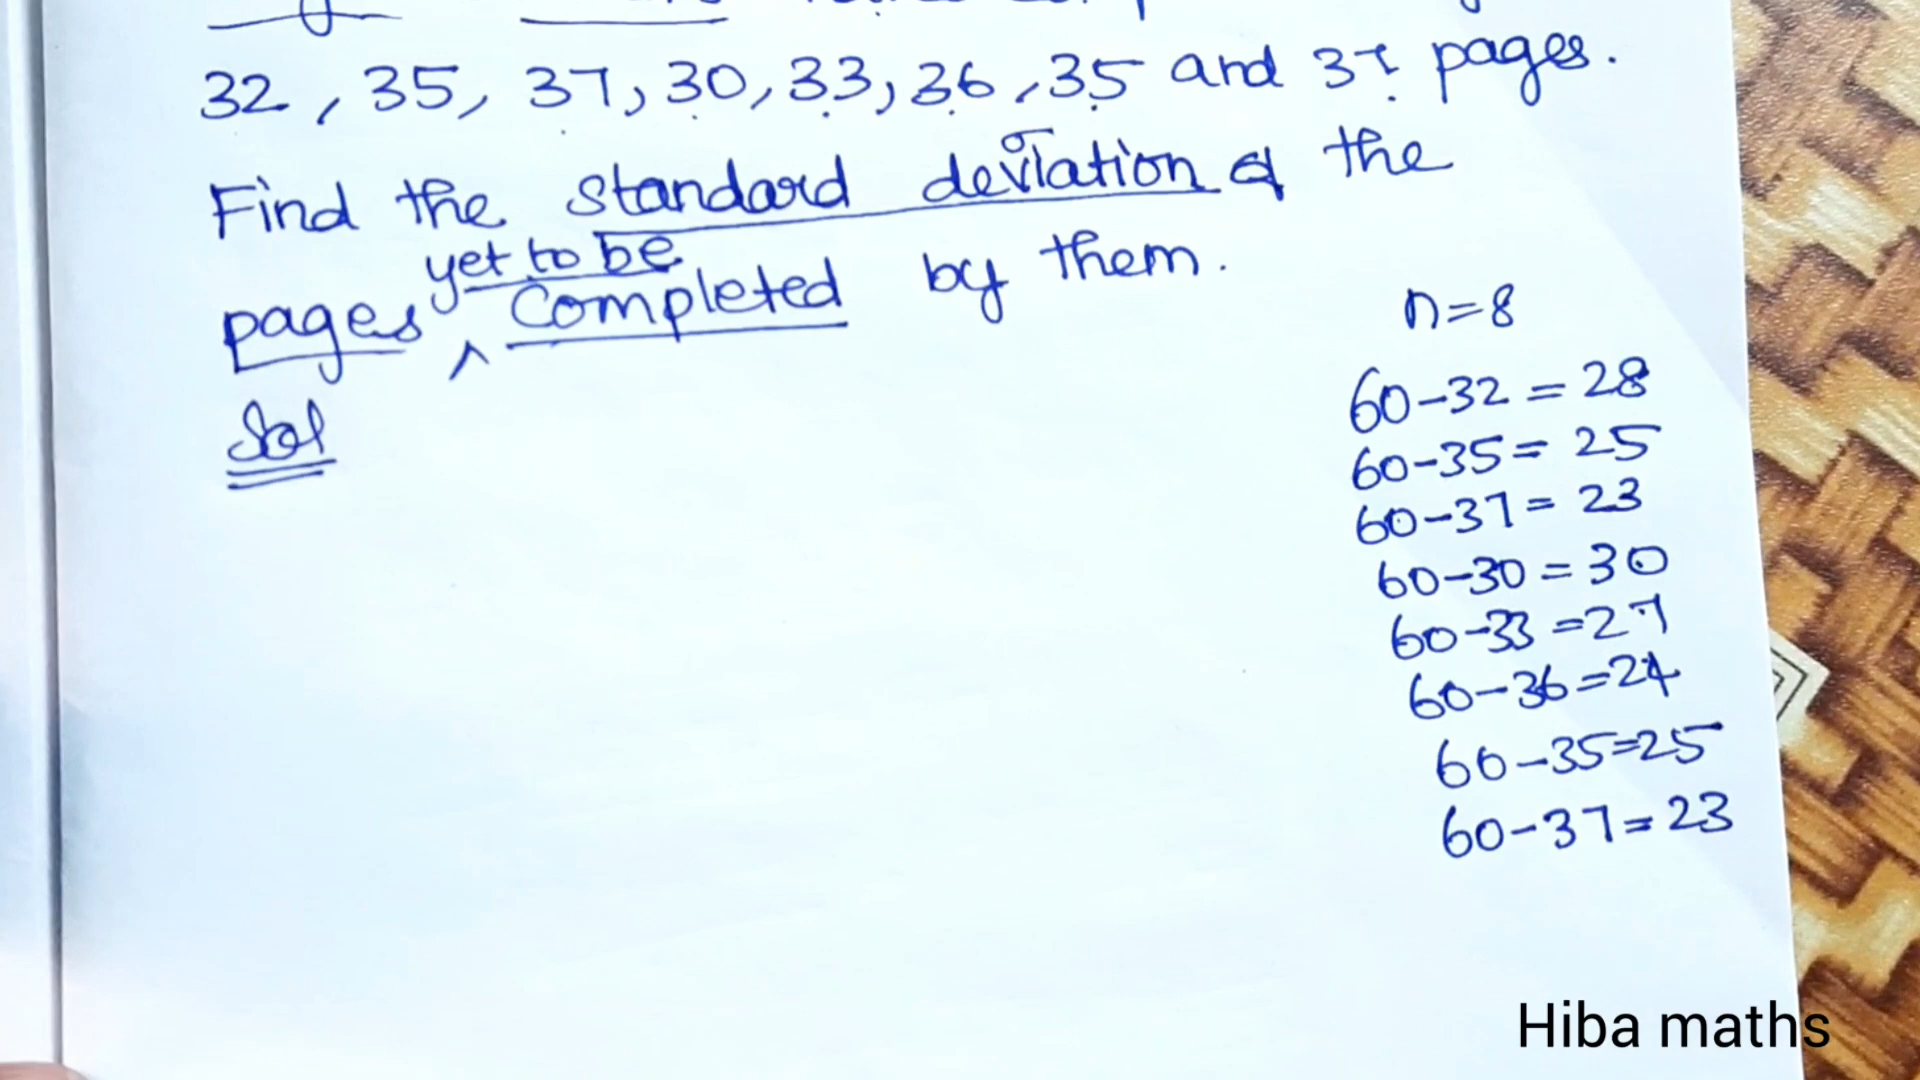 32, 35, 37, 30, 33, 36, 35 and 37 pages.
Find the standard deviation of the
yet to be
pages ^ completed by them.
Sol
n=8
60-32=28
60-35=25
60-37=23
60-30=30
60-33=27
60-36=24
60-35=25
60-37=23
Hiba maths